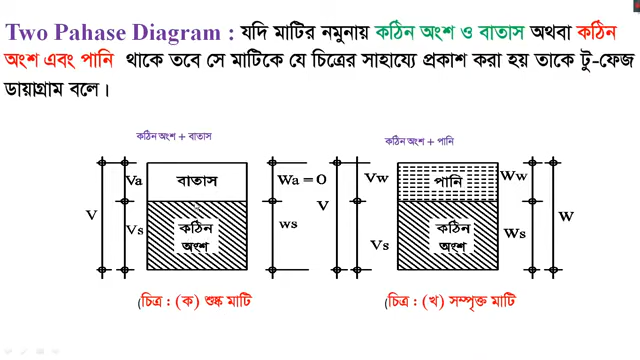 Two Pahase Diagram : যদি মাটির নমুনায় কঠিন অংশ ও বাতাস অথবা কঠিন
অংশ এবং পানি থাকে তবে সে মাটিকে যে চিত্রের সাহায্যে প্রকাশ করা হয় তাকে টু-ফেজ
ডায়াগ্রাম বলে।
কঠিন অংশ + বাতাস
কঠিন অংশ + পানি
Va বাতাস Wa = 0
V
Vs কঠিন অংশ ws
Vw পানি Ww
V W
Vs কঠিন অংশ Ws
(চিত্র : (ক) শুষ্ক মাটি
(চিত্র : (খ) সম্পৃক্ত মাটি